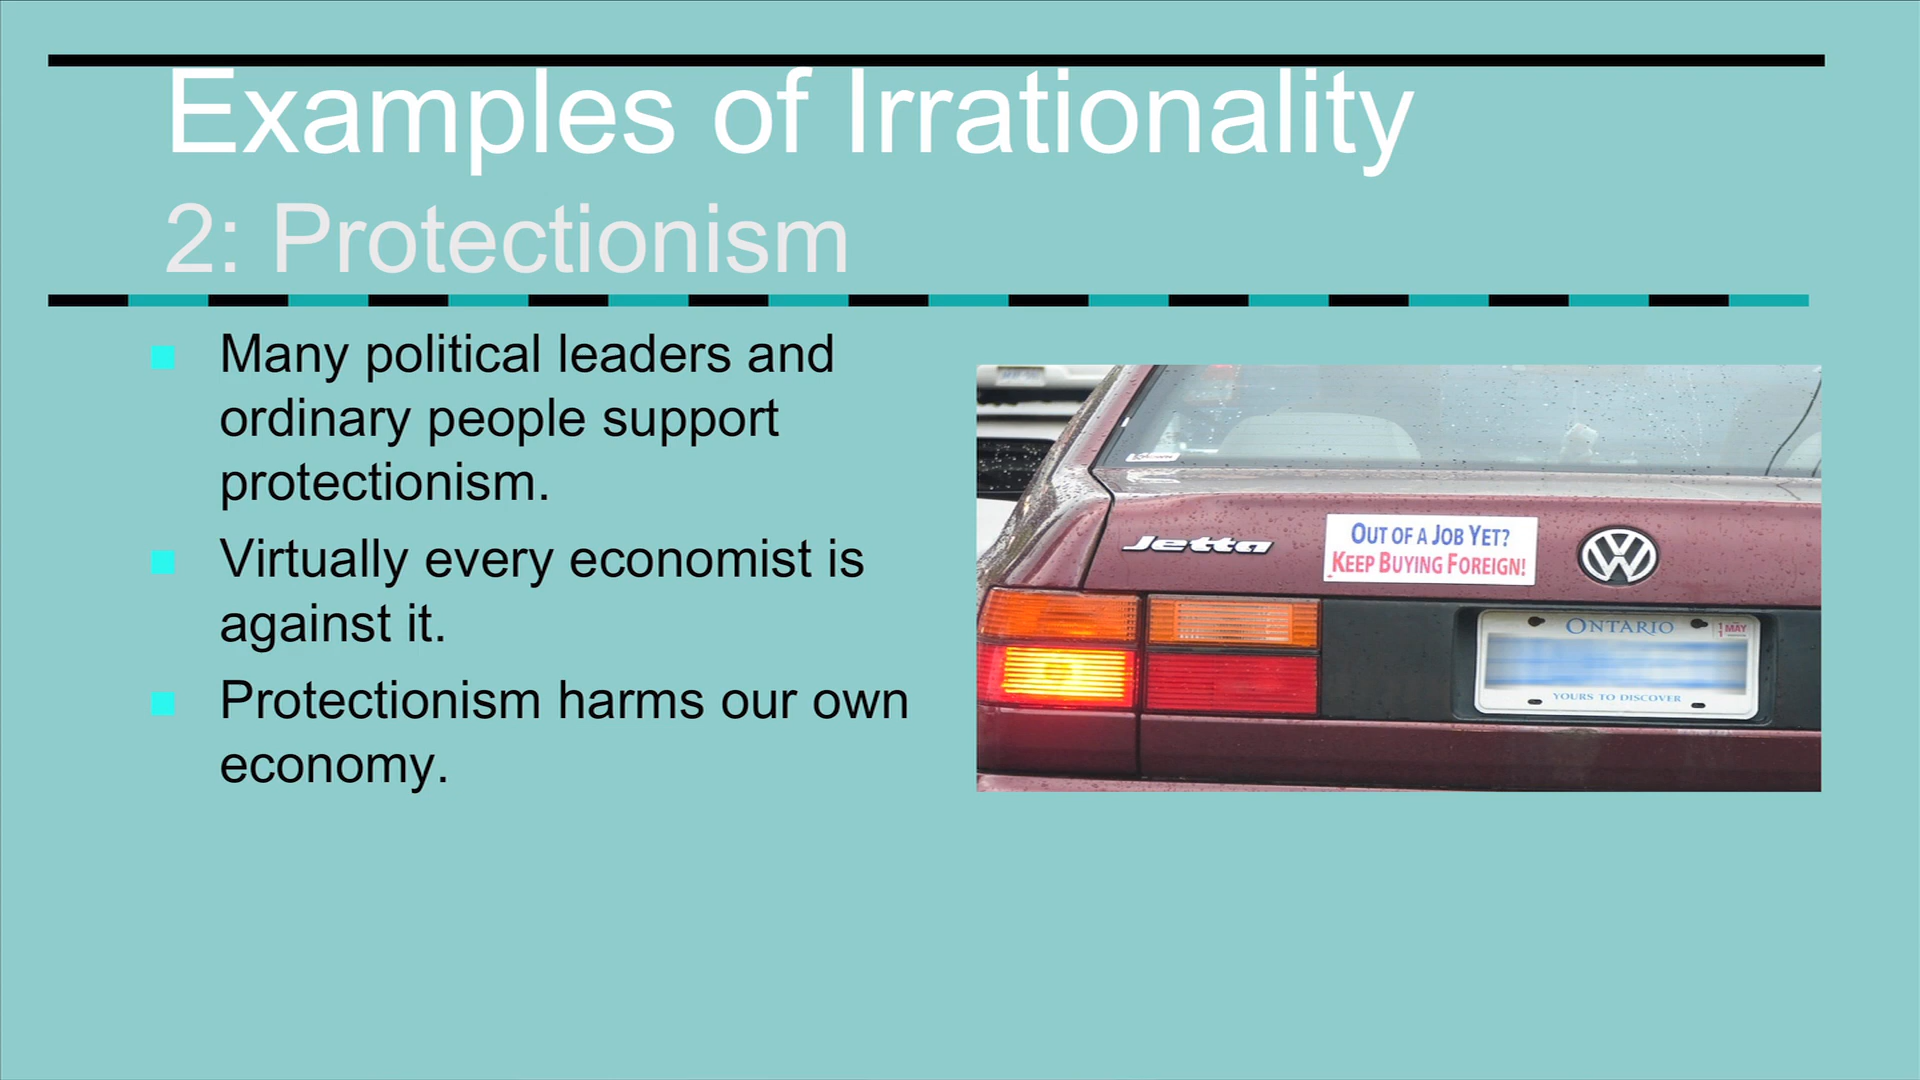 Examples of Irrationality
2: Protectionism
Many political leaders and
ordinary people support
protectionism.
Virtually every economist is
against it.
Protectionism harms our own
economy.
Jetta
OUT OF A JOB YET?
KEEP BUYING FOREIGN!
ONTARIO
MAY
11
YOURS TO DISCOVER